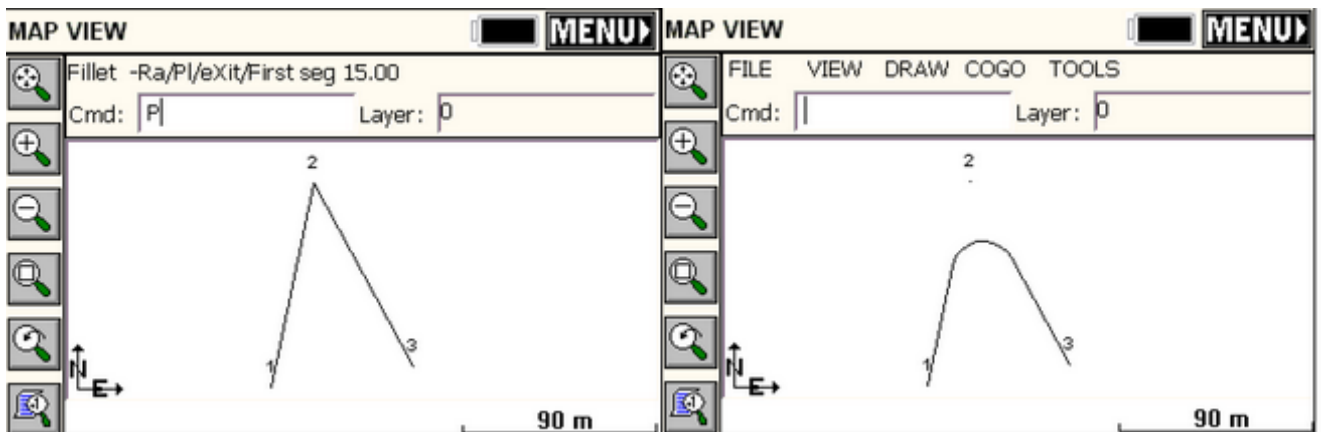 MAP VIEW MENU
Fillet -Ra/Pl/eXit/First seg 15.00
Cmd: P Layer: 0
2
1
3
N
E
90 m
MAP VIEW MENU
FILE VIEW DRAW COGO TOOLS
Cmd: Layer: 0
2
1
3
N
E
90 m